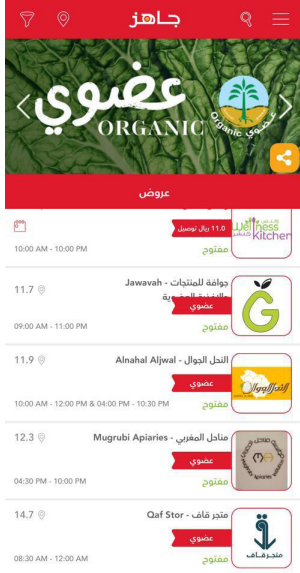 جاهز
عضوي
ORGANIC
Organic عضوي
عروض
11.0 ريال توصيل
Wellness
Kitchen
10:00 AM - 10:00 PM
مفتوح
11.7
جوافة للمنتجات - Jawavah
عضوي
09:00 AM - 11:00 PM
مفتوح
11.9
النحل الجوال - Alnahal Aljwal
عضوي
10:00 AM - 12:00 PM & 04:00 PM - 10:30 PM
مفتوح
12.3
مناحل المغربي - Mugrubi Apiaries
عضوي
04:30 PM - 10:00 PM
مفتوح
14.7
متجر قاف - Qaf Stor
عضوي
متجر قاف
08:30 AM - 12:00 AM
مفتوح